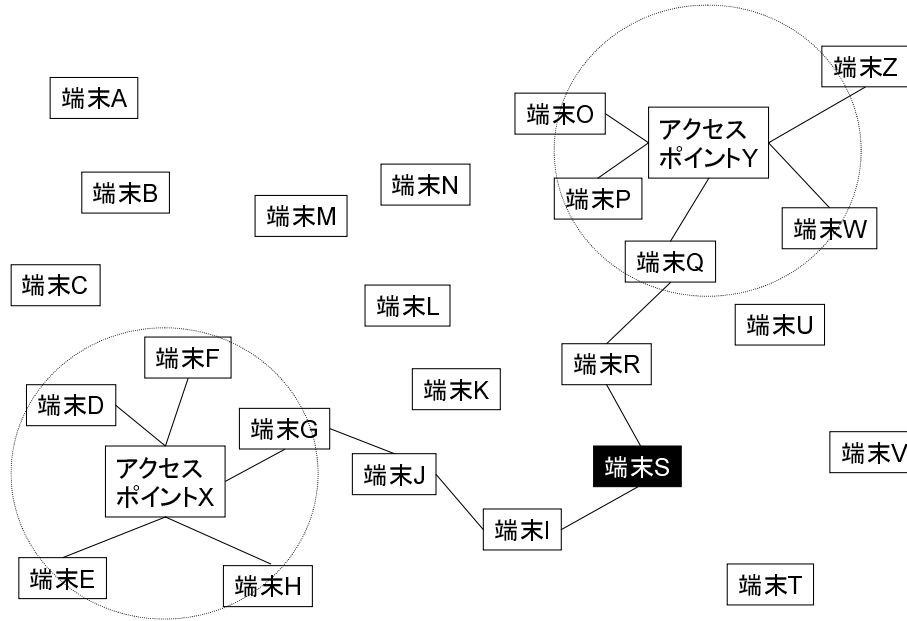 端末Z
端末A
端末O
アクセス
ポイントY
端末N
端末B
端末P
端末M
端末W
端末Q
端末C
端末L
端末U
端末F
端末R
端末K
端末D
端末G
端末V
アクセス
ポイントX
端末J
端末S
端末I
端末E
端末H
端末T